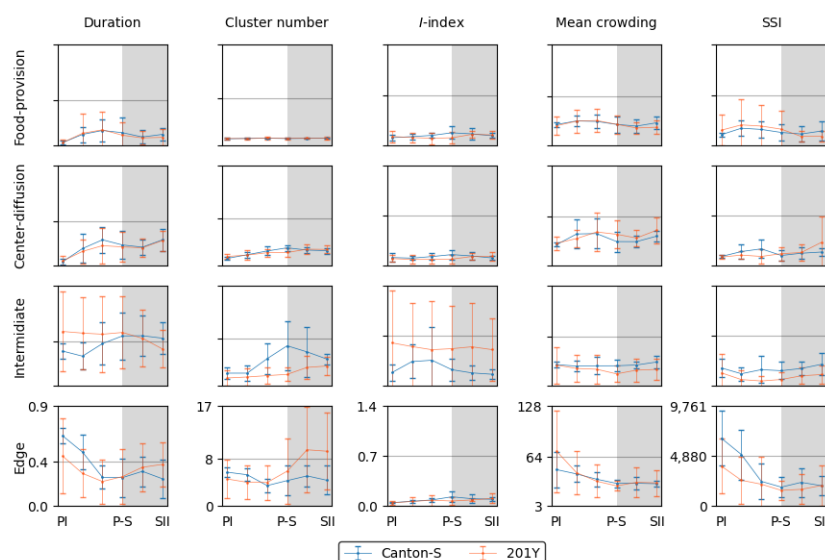 Duration Cluster number I-index Mean crowding SSI
Food-provision
Center-diffusion
Intermidiate
Edge
0.9 17 1.4 128 9,761
0.4 8 0.7 64 4,880
0.0 0 0.0 3 0
PI P-S SII PI P-S SII PI P-S SII PI P-S SII PI P-S SII
Canton-S 201Y